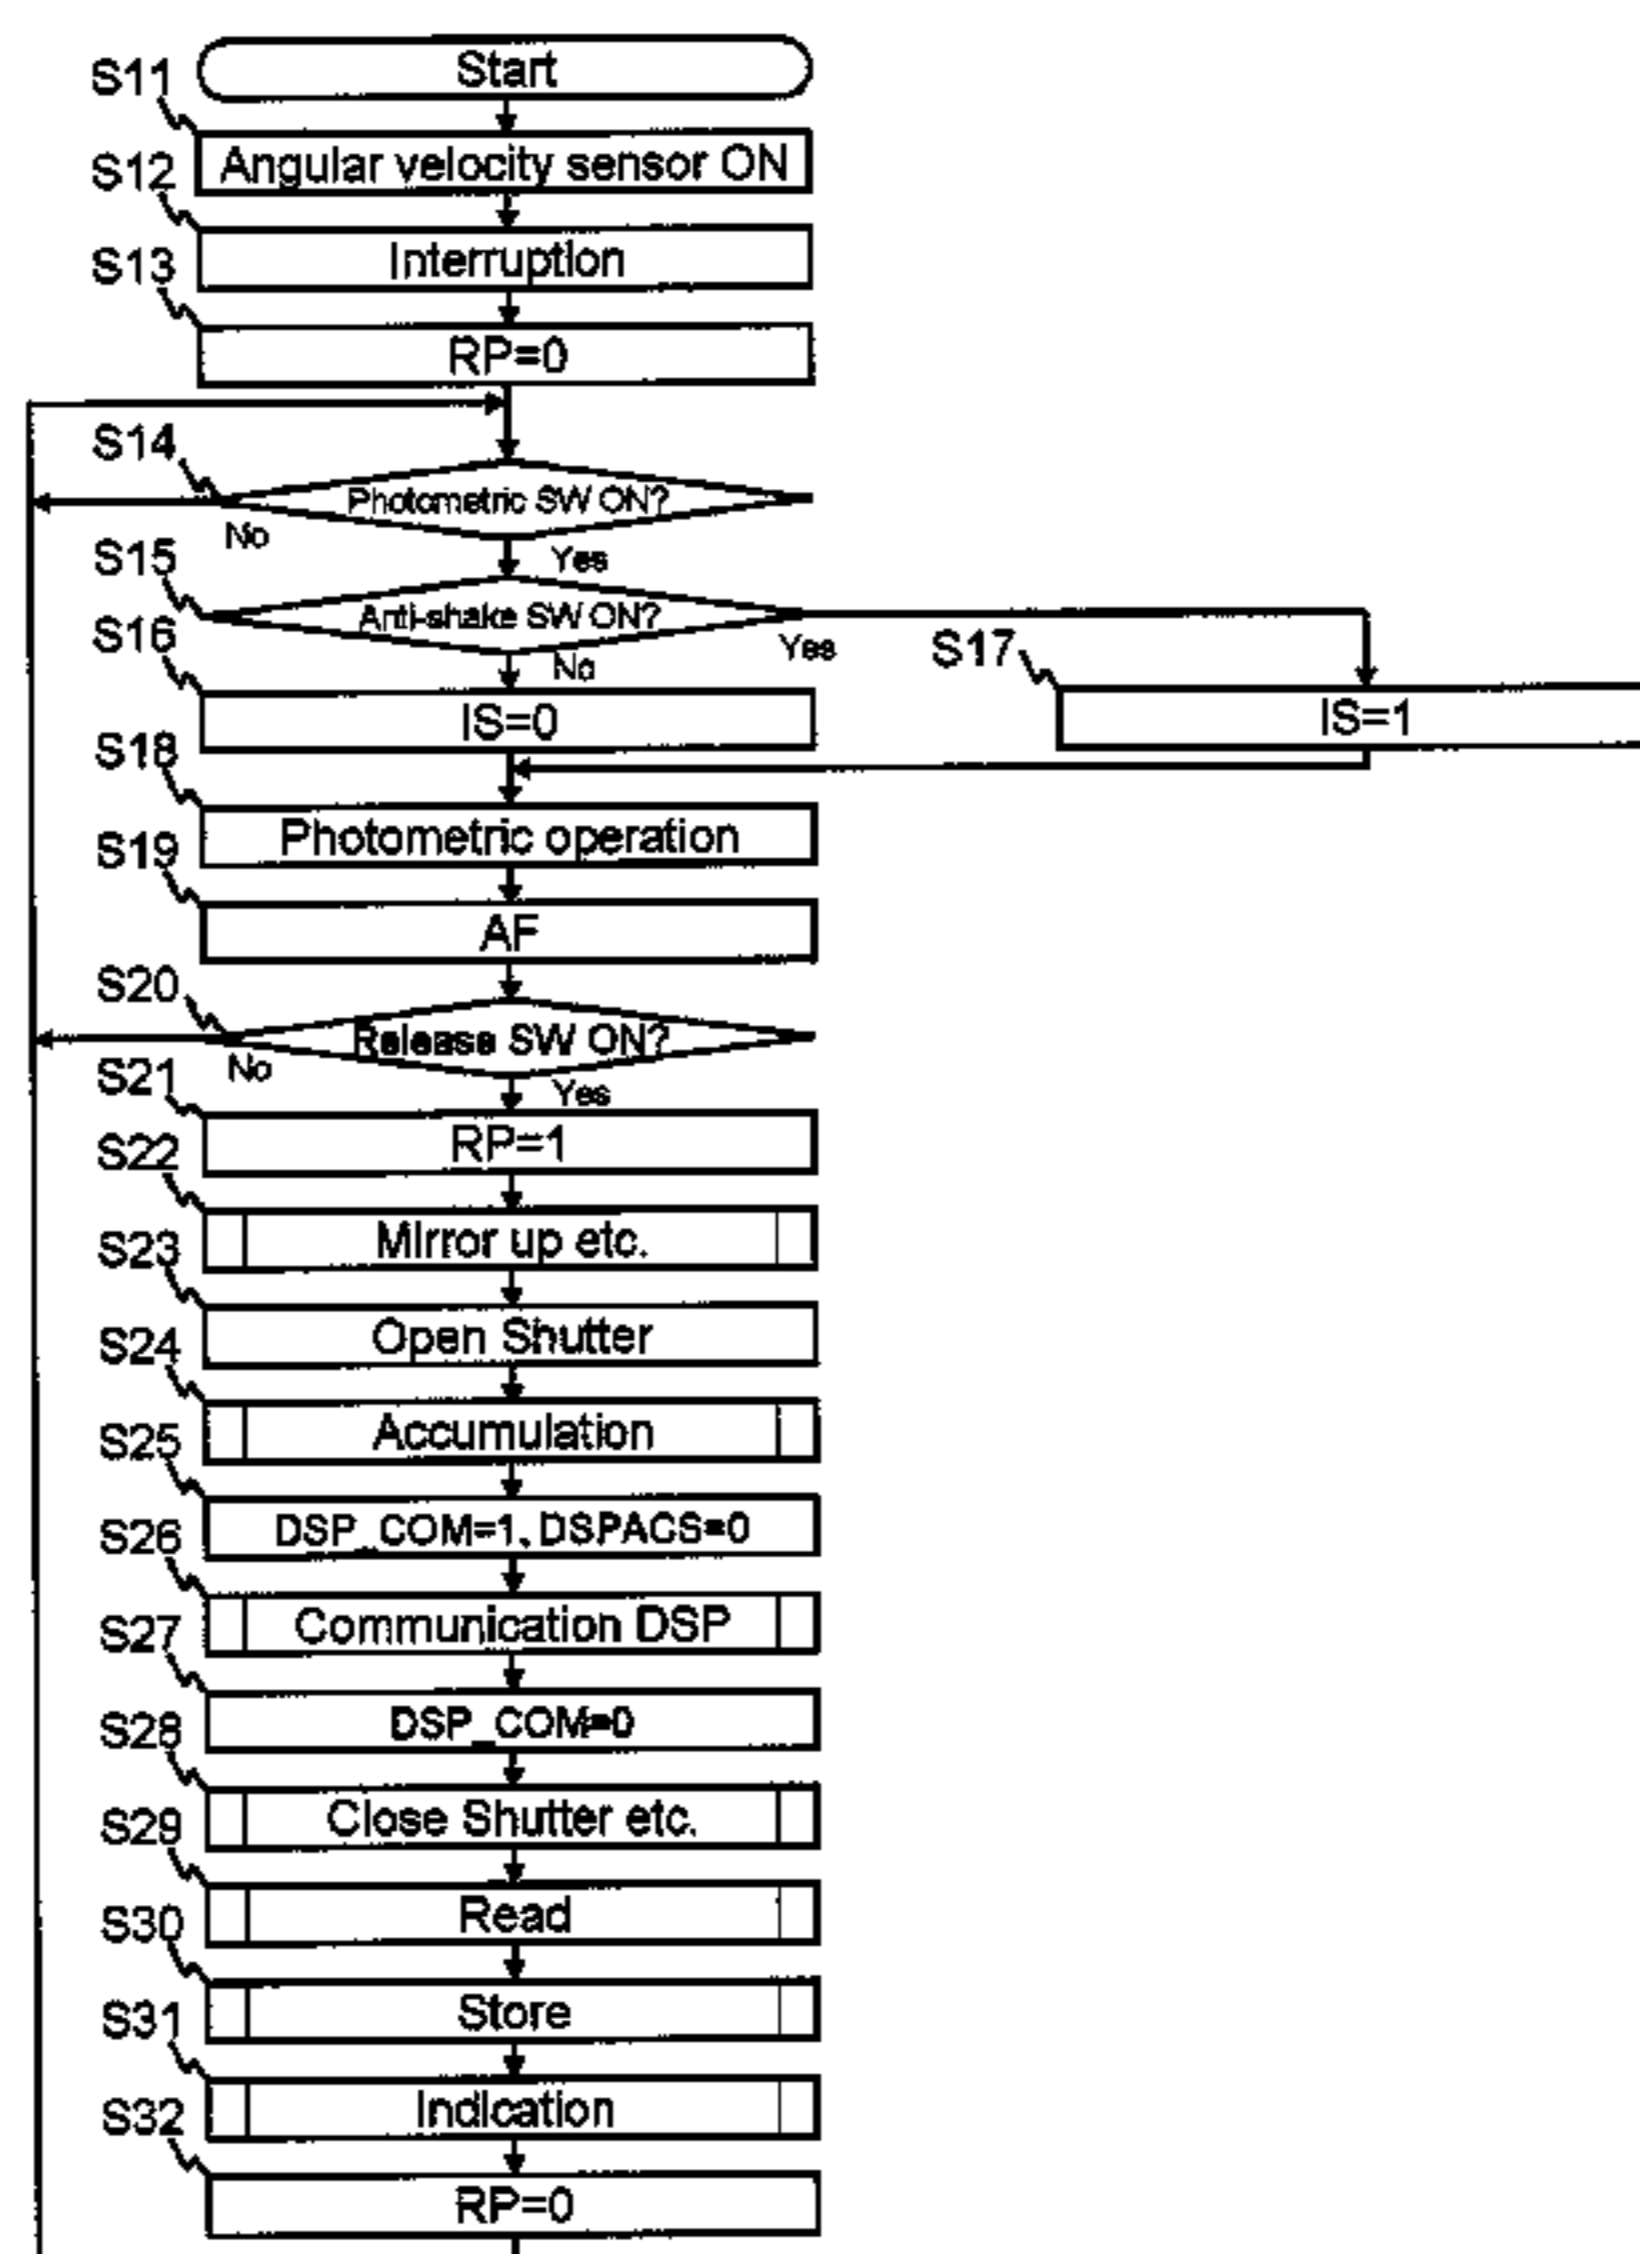 Start
S11
Angular velocity sensor ON
S12
Interruption
S13
RP=0
S14
Photometric SW ON?
No
Yes
S15
Anti-shake SW ON?
Yes
No
S16
IS=0
S17
IS=1
S18
Photometric operation
S19
AF
S20
Release SW ON?
No
Yes
S21
RP=1
S22
Mirror up etc.
S23
Open Shutter
S24
Accumulation
S25
DSP_COM=1, DSPACS=0
S26
Communication DSP
S27
DSP_COM=0
S28
Close Shutter etc.
S29
Read
S30
Store
S31
Indication
S32
RP=0